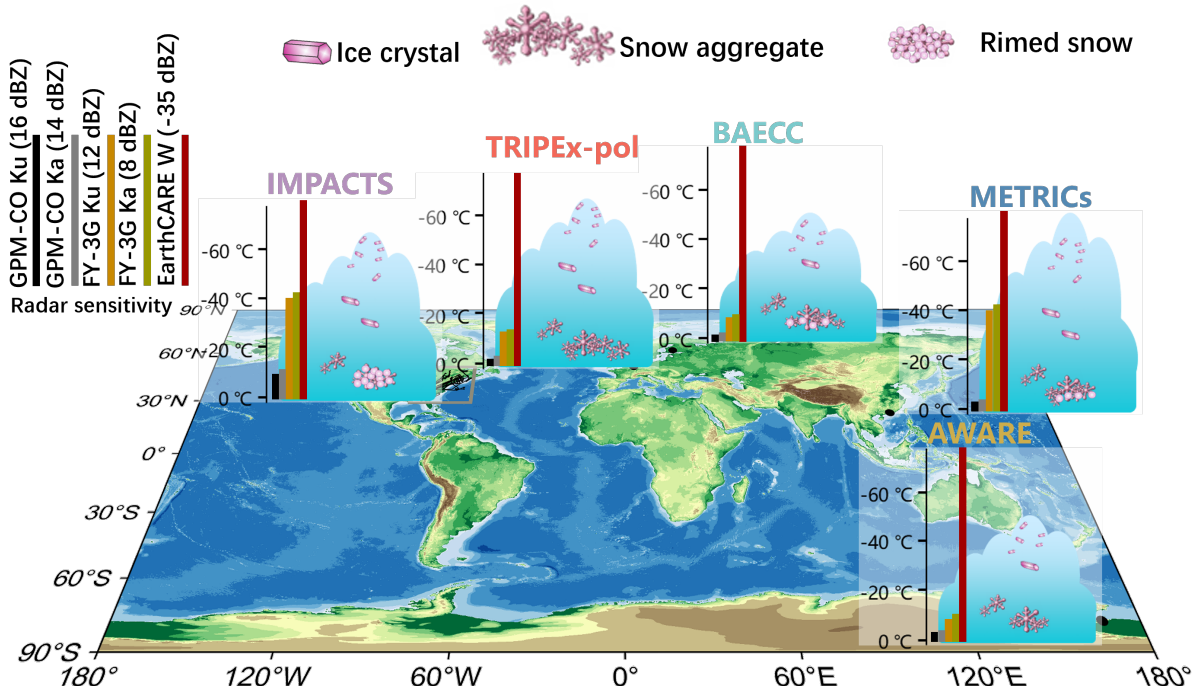 Ice crystal
Snow aggregate
Rimed snow
GPM-CO Ku (16 dBZ)
GPM-CO Ka (14 dBZ)
FY-3G Ku (12 dBZ)
FY-3G Ka (8 dBZ)
EarthCARE W (-35 dBZ)
Radar sensitivity
IMPACTS
-60 °C
-40 °C
-20 °C
0 °C
TRIPEx-pol
-60 °C
-40 °C
-20 °C
0 °C
BAECC
-60 °C
-40 °C
-20 °C
0 °C
METRICs
-60 °C
-40 °C
-20 °C
0 °C
AWARE
-60 °C
-40 °C
-20 °C
0 °C
90°N
60°N
30°N
0°
30°S
60°S
90°S
180°
120°W
60°W
0°
60°E
120°E
180°